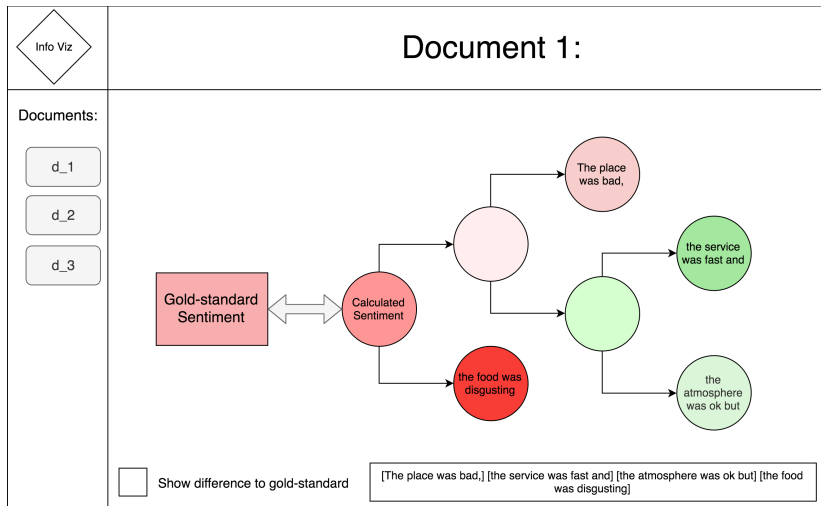 Info Viz
Document 1:
Documents:
d_1
d_2
d_3
The place
was bad,
the service
was fast and
Gold-standard
Sentiment
Calculated
Sentiment
the food was
disgusting
the
atmosphere
was ok but
Show difference to gold-standard
[The place was bad,] [the service was fast and] [the atmosphere was ok but] [the food
was disgusting]